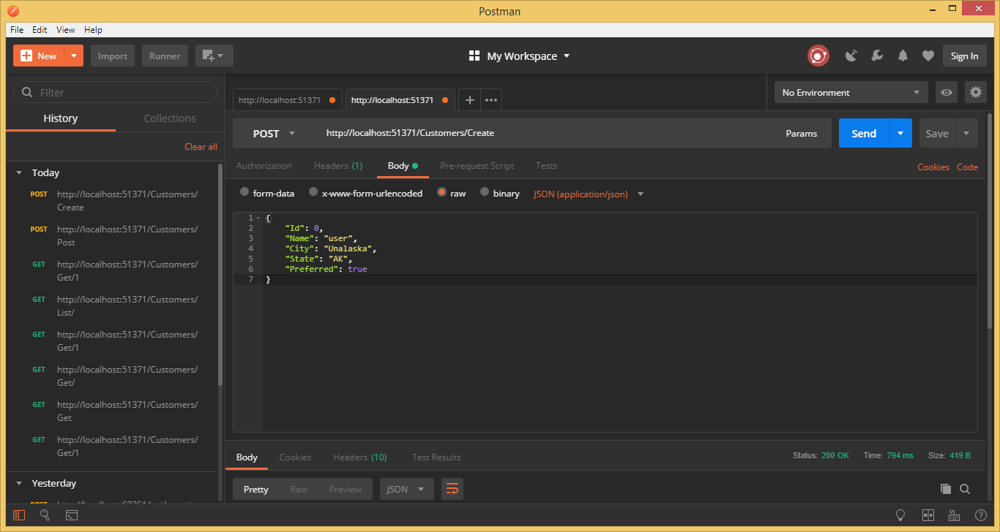 Postman
File Edit View Help
New Import Runner My Workspace Sign In
Filter
History Collections
Clear all
Today
POST http://localhost:51371/Customers/
Create
POST http://localhost:51371/Customers/
Post
GET http://localhost:51371/Customers/
Get/1
GET http://localhost:51371/Customers/
List/
GET http://localhost:51371/Customers/
Get/1
GET http://localhost:51371/Customers/
Get/
GET http://localhost:51371/Customers/
Get
GET http://localhost:51371/Customers/
Get/1
Yesterday
http://localhost:51371 http://localhost:51371 No Environment
POST http://localhost:51371/Customers/Create Params Send Save
Authorization Headers (1) Body Pre-request Script Tests Cookies Code
form-data x-www-form-urlencoded raw binary JSON (application/json)
1 {
2 "Id": 0,
3 "Name": "user",
4 "City": "Unalaska",
5 "State": "AK",
6 "Preferred": true
7 }
Body Cookies Headers (10) Test Results Status: 200 OK Time: 794 ms Size: 419 B
Pretty Raw Preview JSON